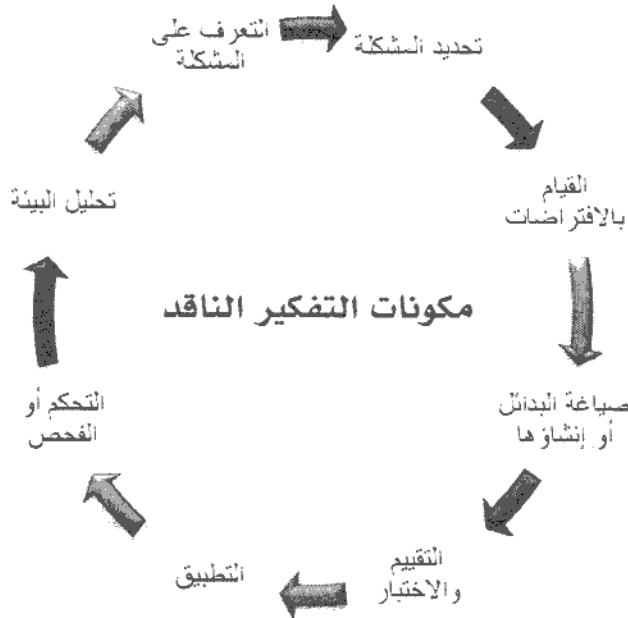 التعرف على
المشكلة
تحديد المشكلة
القيام
بالافتراضات
صياغة البدائل
أو إنشاؤها
التقييم
والاختبار
التطبيق
التحكم أو
الفحص
تحليل البيئة
مكونات التفكير الناقد